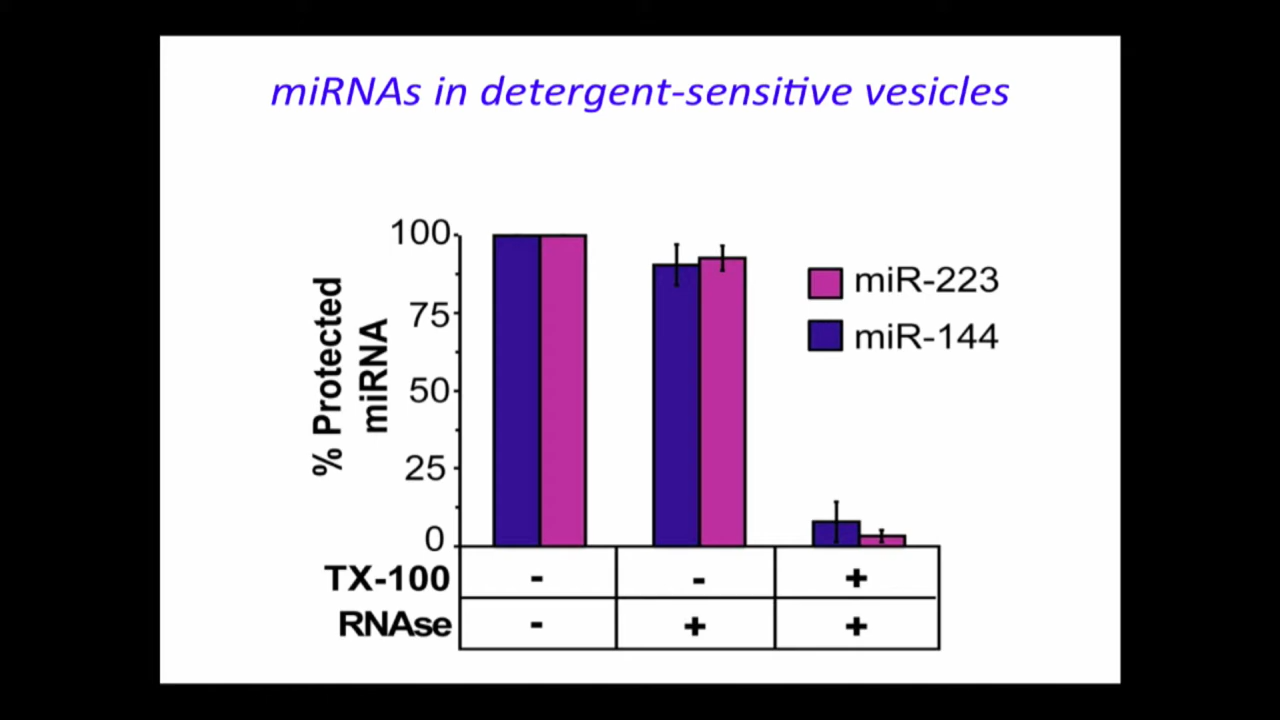 miRNAs in detergent-sensitive vesicles
100
75
50
25
0
% Protected
miRNA
miR-223
miR-144
TX-100 - - +
RNAse - + +